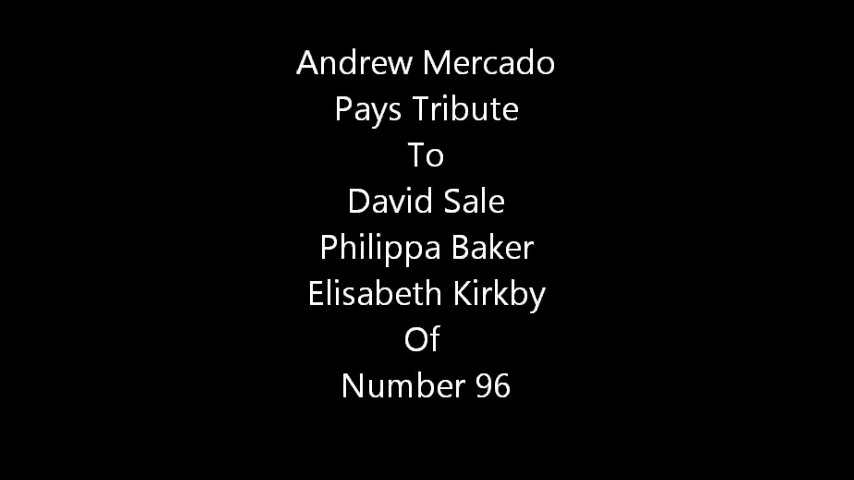 Andrew Mercado
Pays Tribute
To
David Sale
Philippa Baker
Elisabeth Kirkby
Of
Number 96